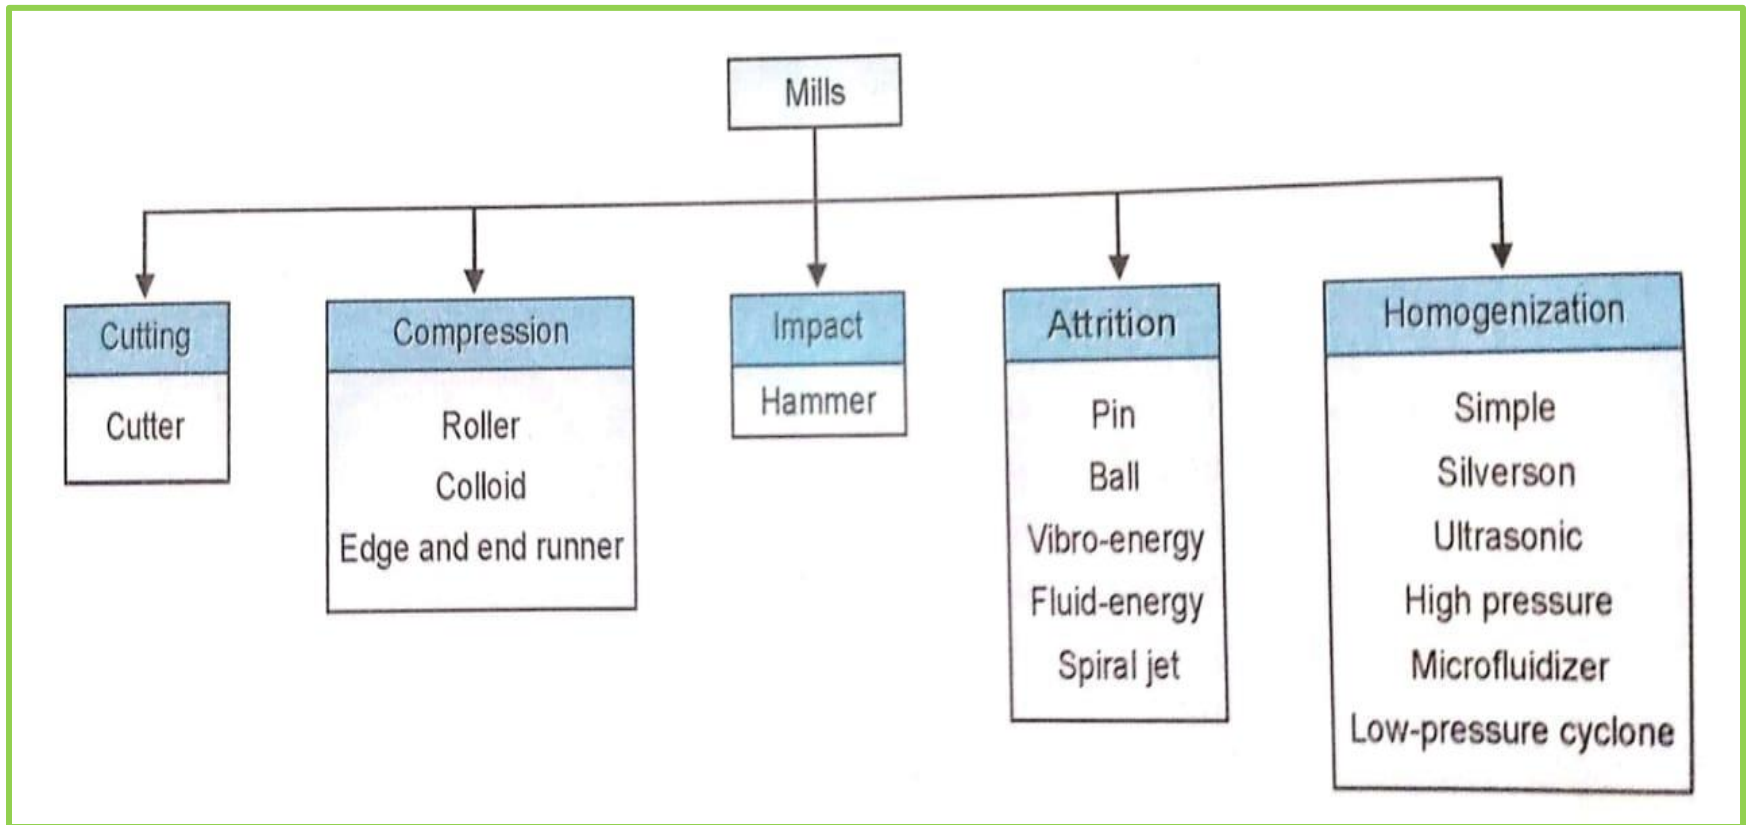 Mills
Cutting
Cutter
Compression
Roller
Colloid
Edge and end runner
Impact
Hammer
Attrition
Pin
Ball
Vibro-energy
Fluid-energy
Spiral jet
Homogenization
Simple
Silverson
Ultrasonic
High pressure
Microfluidizer
Low-pressure cyclone